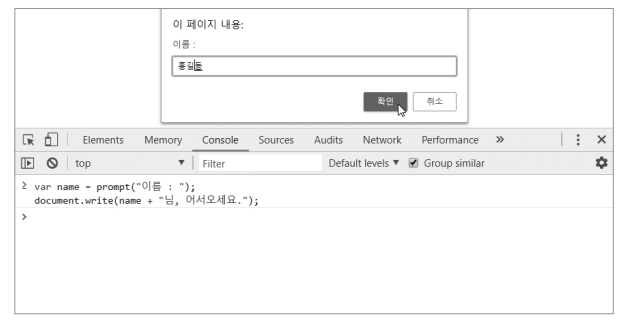 이 페이지 내용:
이름 :
홍길동
확인 취소
Elements Memory Console Sources Audits Network Performance »
top ▼ Filter Default levels ▼ Group similar
var name = prompt("이름 : ");
document.write(name + "님, 어서오세요.");